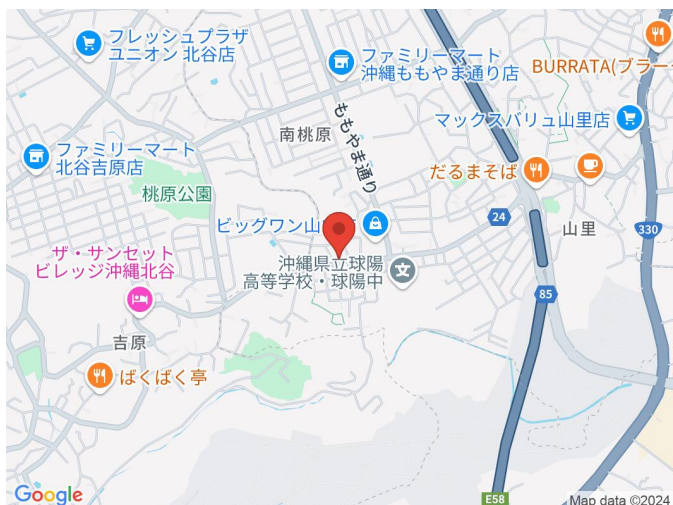 フレッシュプラザ
ユニオン 北谷店
ファミリーマート
沖縄ももやま通り店
BURRATA(ブラータ
マックスバリュ山里店
南桃原
ももやま通り
ファミリーマート
北谷吉原店
桃原公園
だるまそば
ビッグワン山
24
山里
330
ザ・サンセット
ビレッジ沖縄北谷
沖縄県立球陽
高等学校・球陽中
85
吉原
ばくばく亭
Google
E58
Map data ©2024